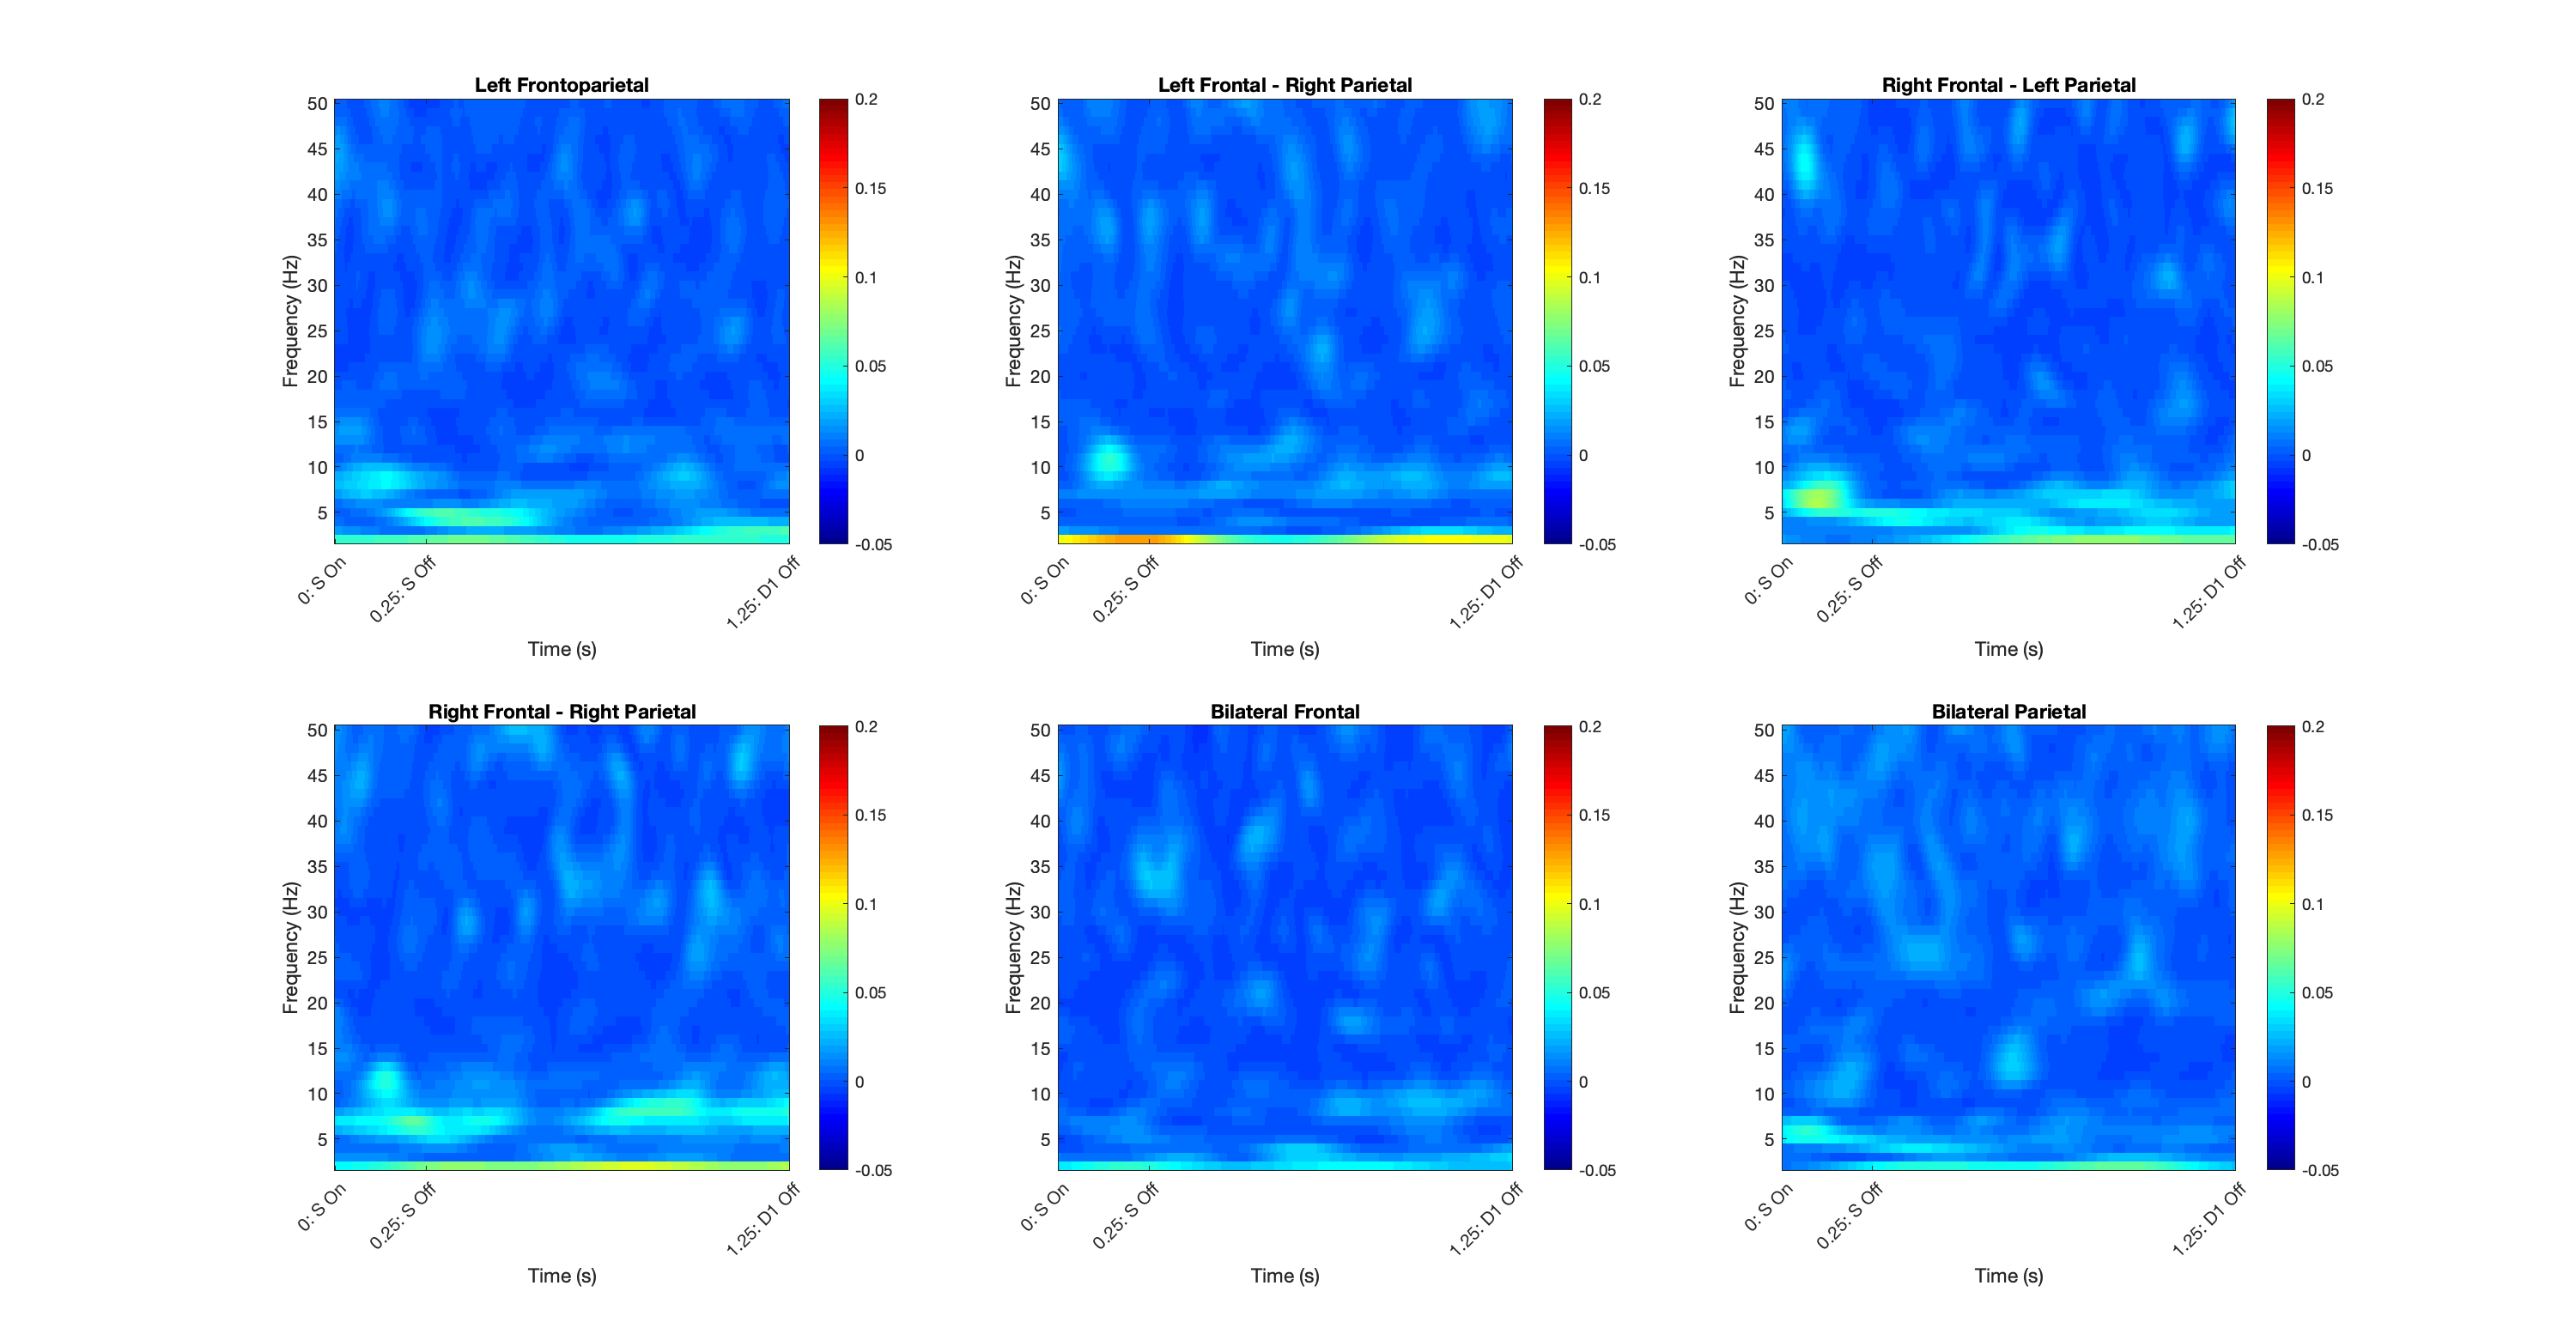 Left Frontoparietal
50
45
40
35
30
25
20
15
10
5
Frequency (Hz)
0: S On
0.25: S Off
1.25: D1 Off
Time (s)
0.2
0.15
0.1
0.05
0
-0.05
Left Frontal - Right Parietal
50
45
40
35
30
25
20
15
10
5
Frequency (Hz)
0: S On
0.25: S Off
1.25: D1 Off
Time (s)
0.2
0.15
0.1
0.05
0
-0.05
Right Frontal - Left Parietal
50
45
40
35
30
25
20
15
10
5
Frequency (Hz)
0: S On
0.25: S Off
1.25: D1 Off
Time (s)
0.2
0.15
0.1
0.05
0
-0.05
Right Frontal - Right Parietal
50
45
40
35
30
25
20
15
10
5
Frequency (Hz)
0: S On
0.25: S Off
1.25: D1 Off
Time (s)
0.2
0.15
0.1
0.05
0
-0.05
Bilateral Frontal
50
45
40
35
30
25
20
15
10
5
Frequency (Hz)
0: S On
0.25: S Off
1.25: D1 Off
Time (s)
0.2
0.15
0.1
0.05
0
-0.05
Bilateral Parietal
50
45
40
35
30
25
20
15
10
5
Frequency (Hz)
0: S On
0.25: S Off
1.25: D1 Off
Time (s)
0.2
0.15
0.1
0.05
0
-0.05